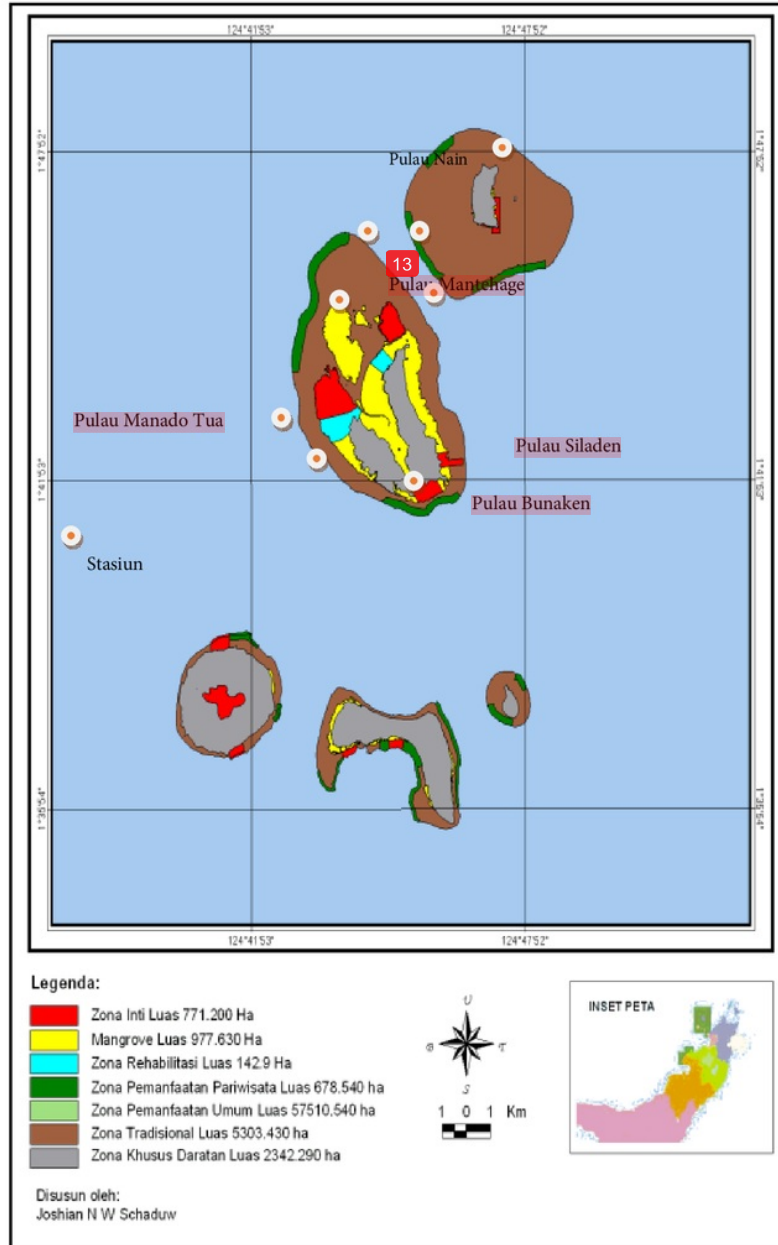 124°41'53"
124°47'52"
1°47'52"
1°47'52"
Pulau Nain
13
Pulau Mantehage
Pulau Manado Tua
Pulau Siladen
1°41'53"
1°41'52"
Pulau Bunaken
Stasiun
1°35'54"
1°35'54"
124°41'53"
124°47'52"
Legenda:
Zona Inti Luas 771.200 Ha
Mangrove Luas 977.630 Ha
Zona Rehabilitasi Luas 142.9 Ha
Zona Pemanfaatan Pariwisata Luas 678.540 ha
Zona Pemanfaatan Umum Luas 57510.540 ha
Zona Tradisional Luas 5303.430 ha
Zona Khusus Daratan Luas 2342.290 ha
U
B
T
S
1 0 1 Km
INSET PETA
Disusun oleh:
Joshian N W Schaduw